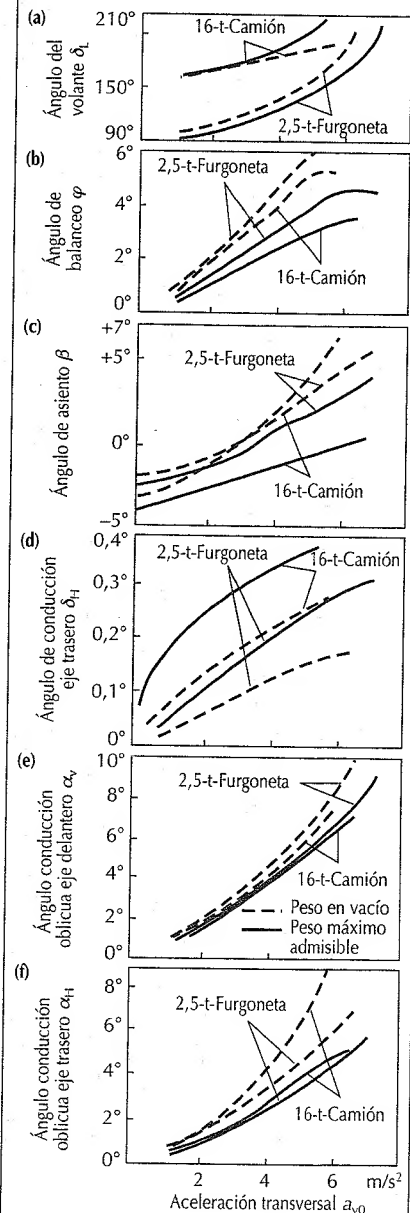 (a)
Ángulo del
volante δL
210°
150°
90°
16-t-Camión
2,5-t-Furgoneta
(b)
Ángulo de
balanceo φ
6°
4°
2°
0°
2,5-t-Furgoneta
16-t-Camión
(c)
Ángulo de asiento β
+7°
+5°
0°
−5°
2,5-t-Furgoneta
16-t-Camión
(d)
Ángulo de conducción
eje trasero δH
0,4°
0,3°
0,2°
0,1°
0°
2,5-t-Furgoneta
16-t-Camión
(e)
Ángulo conducción
oblicua eje delantero αv
10°
8°
6°
4°
2°
0°
2,5-t-Furgoneta
16-t-Camión
Peso en vacío
Peso máximo
admisible
(f)
Ángulo conducción
oblicua eje trasero αH
8°
6°
4°
2°
0°
2,5-t-Furgoneta
16-t-Camión
2 4 6 m/s²
Aceleración transversal ay0